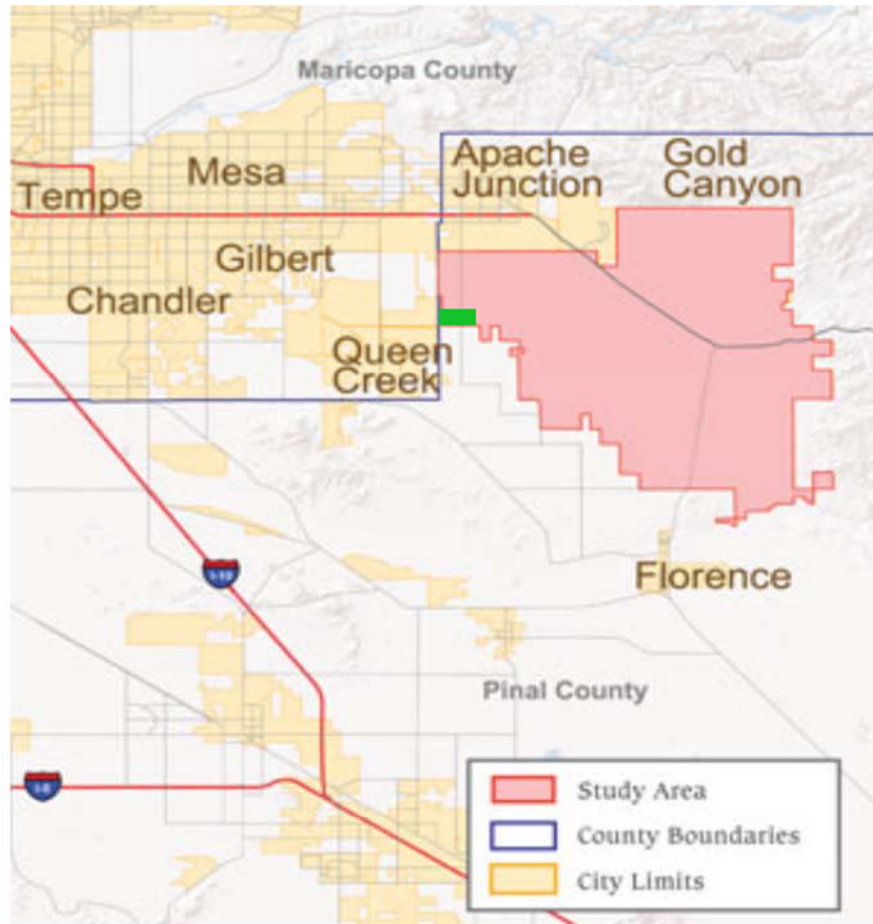 Maricopa County
Apache
Junction
Gold
Canyon
Mesa
Tempe
Gilbert
Chandler
Queen
Creek
I-10
Florence
Pinal County
I-8
Study Area
County Boundaries
City Limits